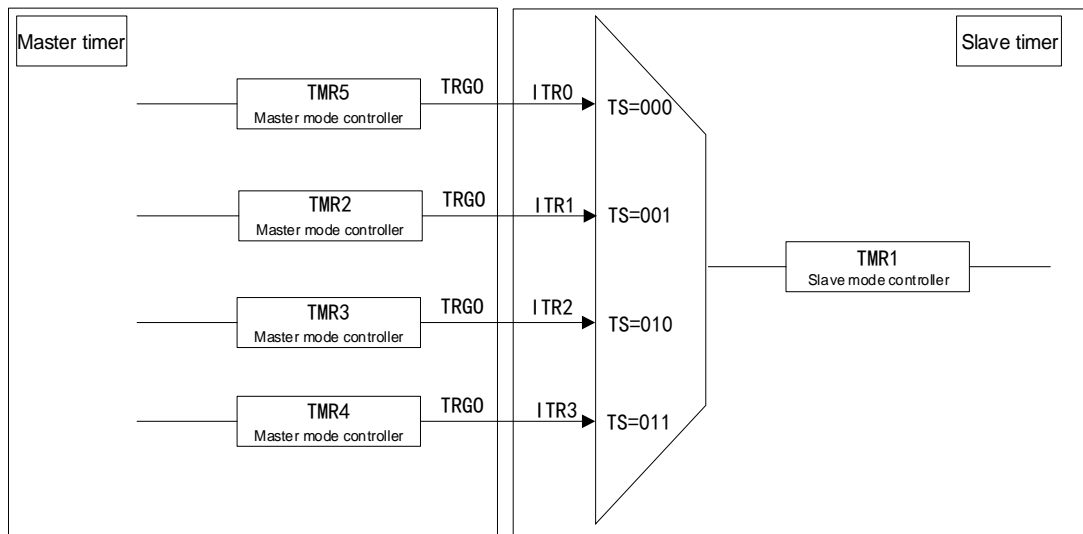 Master timer
Slave timer
TMR5
Master mode controller
TRGO
ITR0
TS=000
TMR2
Master mode controller
TRGO
ITR1
TS=001
TMR1
Slave mode controller
TMR3
Master mode controller
TRGO
ITR2
TS=010
TMR4
Master mode controller
TRGO
ITR3
TS=011